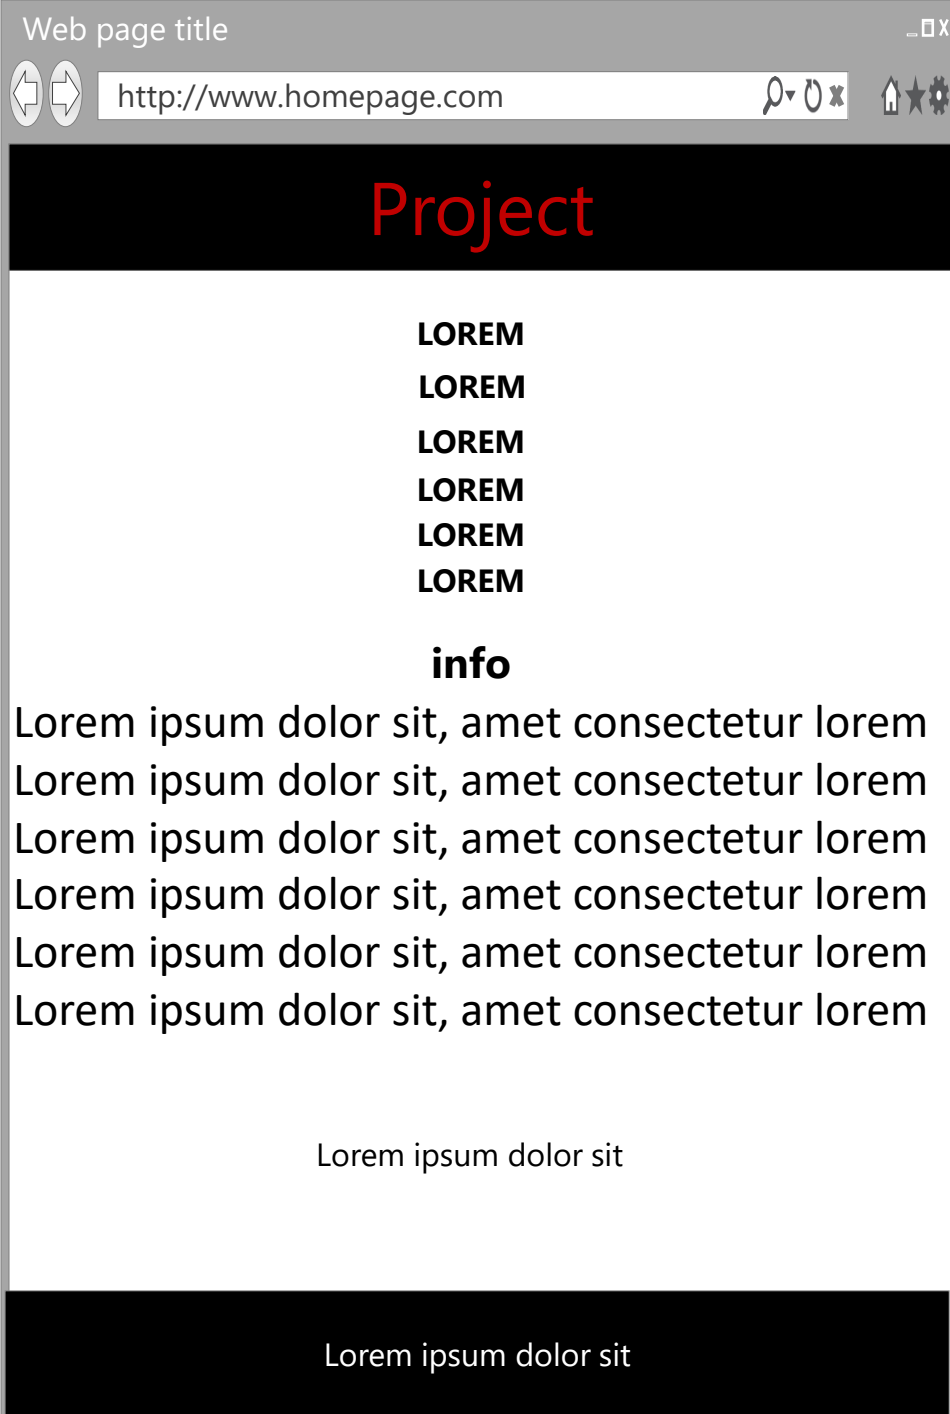 Web page title
http://www.homepage.com
Project
LOREM
LOREM
LOREM
LOREM
LOREM
LOREM
info
Lorem ipsum dolor sit, amet consectetur lorem
Lorem ipsum dolor sit, amet consectetur lorem
Lorem ipsum dolor sit, amet consectetur lorem
Lorem ipsum dolor sit, amet consectetur lorem
Lorem ipsum dolor sit, amet consectetur lorem
Lorem ipsum dolor sit, amet consectetur lorem
Lorem ipsum dolor sit
Lorem ipsum dolor sit